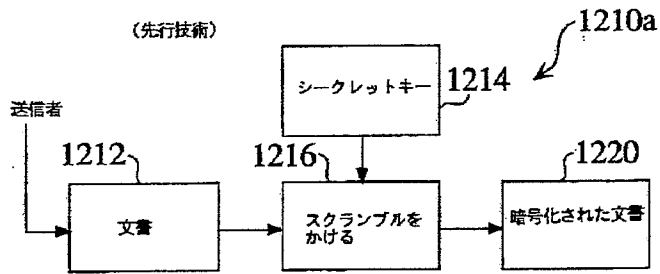 (先行技術)
1210a
シークレットキー
1214
送信者
1212
1216
1220
文書
スクランブルを
かける
暗号化された文書